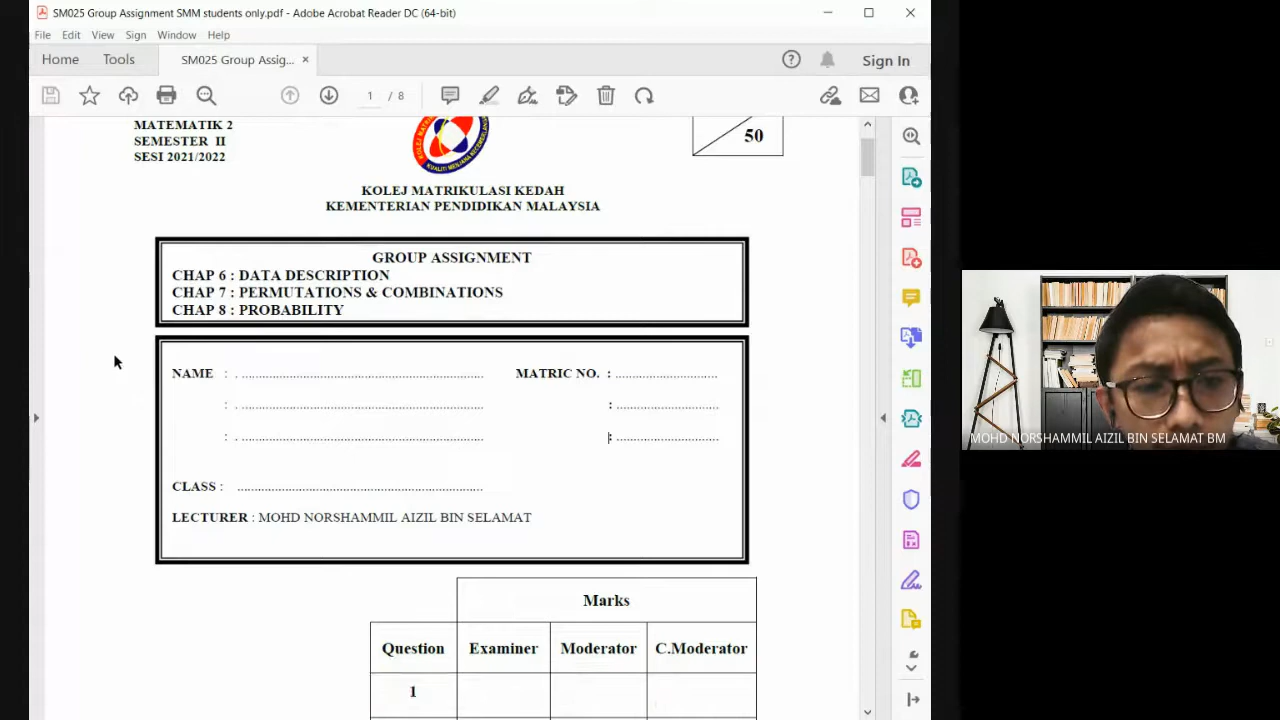 SM025 Group Assignment SMM students only.pdf - Adobe Acrobat Reader DC (64-bit)
File Edit View Sign Window Help
Home Tools SM025 Group Assig... ×
Sign In
1 / 8
MATEMATIK 2
SEMESTER II
SESI 2021/2022
50
KOLEJ MATRIKULASI KEDAH
KEMENTERIAN PENDIDIKAN MALAYSIA
GROUP ASSIGNMENT
CHAP 6 : DATA DESCRIPTION
CHAP 7 : PERMUTATIONS & COMBINATIONS
CHAP 8 : PROBABILITY
NAME : . .............................................................. MATRIC NO. : ..........................
: . .............................................................. : ..........................
: . .............................................................. : ..........................
CLASS : ...............................................................
LECTURER : MOHD NORSHAMMIL AIZIL BIN SELAMAT
Marks
Question Examiner Moderator C.Moderator
1
MOHD NORSHAMMIL AIZIL BIN SELAMAT BM